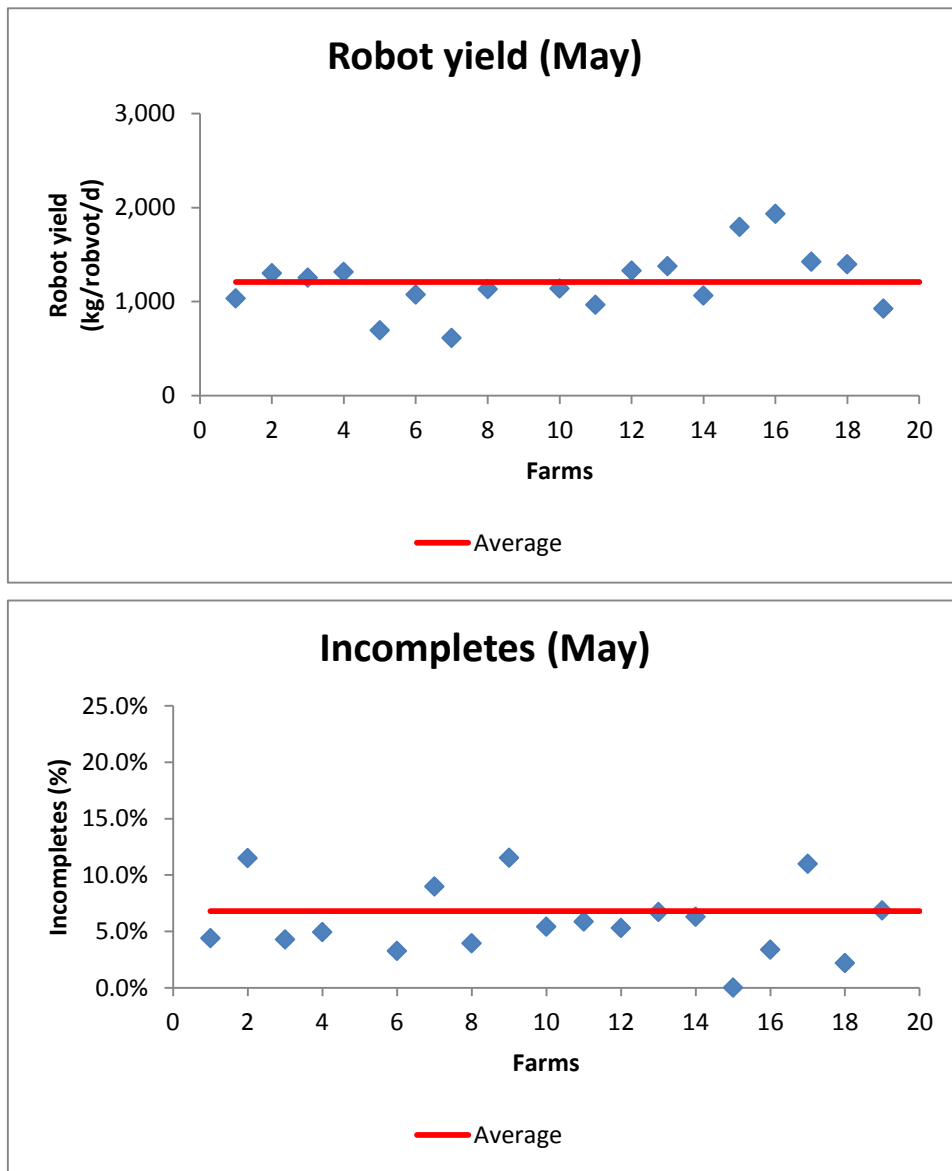 Robot yield (May)
3,000
2,000
1,000
0
Robot yield
(kg/robvot/d)
0 2 4 6 8 10 12 14 16 18 20
Farms
Average
Incompletes (May)
25.0%
20.0%
15.0%
10.0%
5.0%
0.0%
Incompletes (%)
0 2 4 6 8 10 12 14 16 18 20
Farms
Average